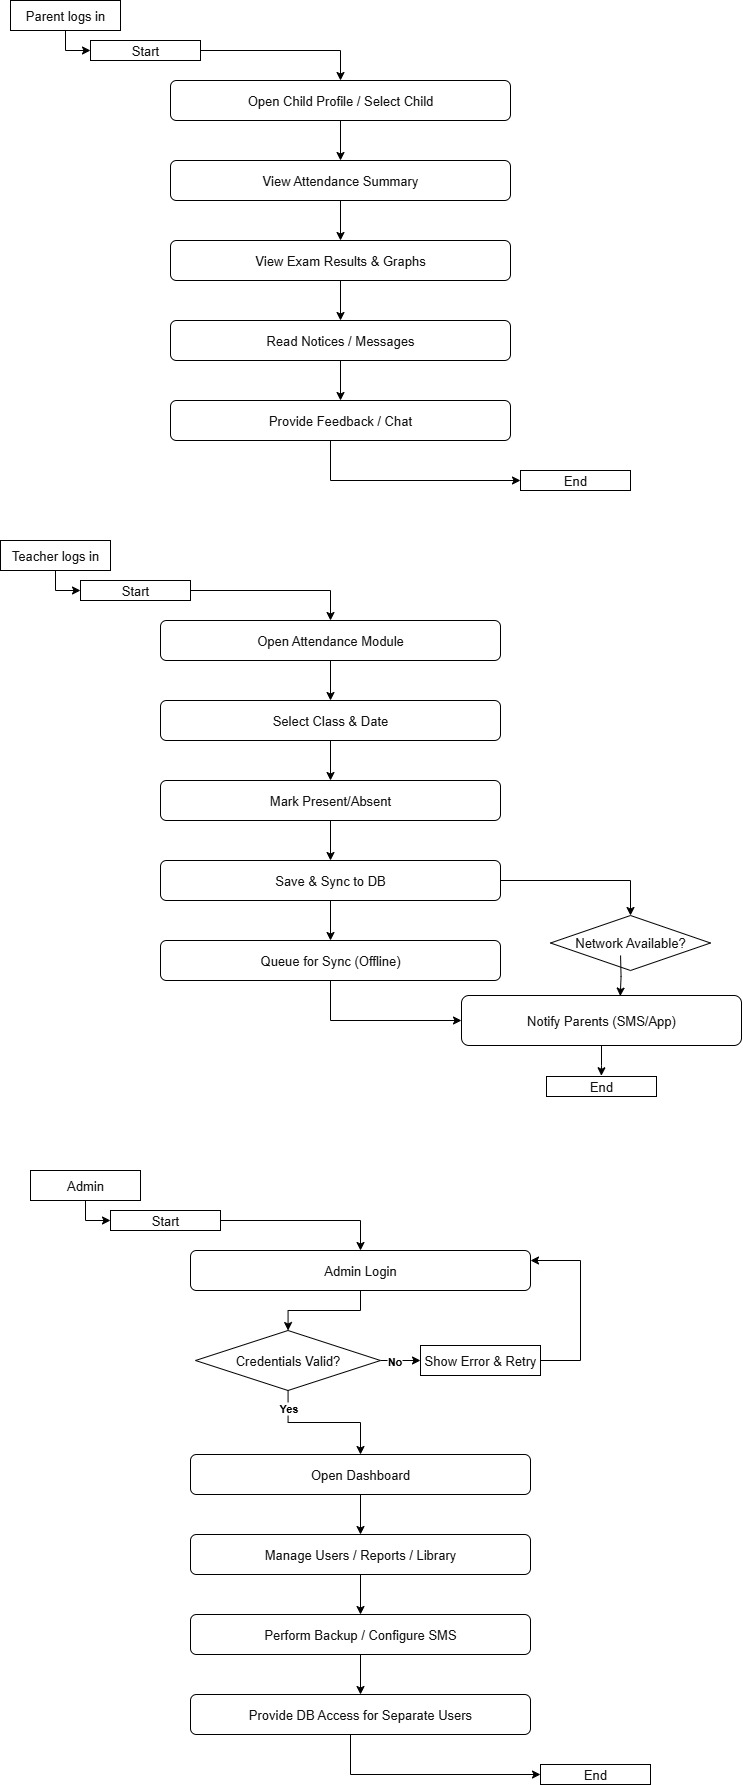 Parent logs in
Start
Open Child Profile / Select Child
View Attendance Summary
View Exam Results & Graphs
Read Notices / Messages
Provide Feedback / Chat
End
Teacher logs in
Start
Open Attendance Module
Select Class & Date
Mark Present/Absent
Save & Sync to DB
Network Available?
Queue for Sync (Offline)
Notify Parents (SMS/App)
End
Admin
Start
Admin Login
Credentials Valid?
No
Show Error & Retry
Yes
Open Dashboard
Manage Users / Reports / Library
Perform Backup / Configure SMS
Provide DB Access for Separate Users
End